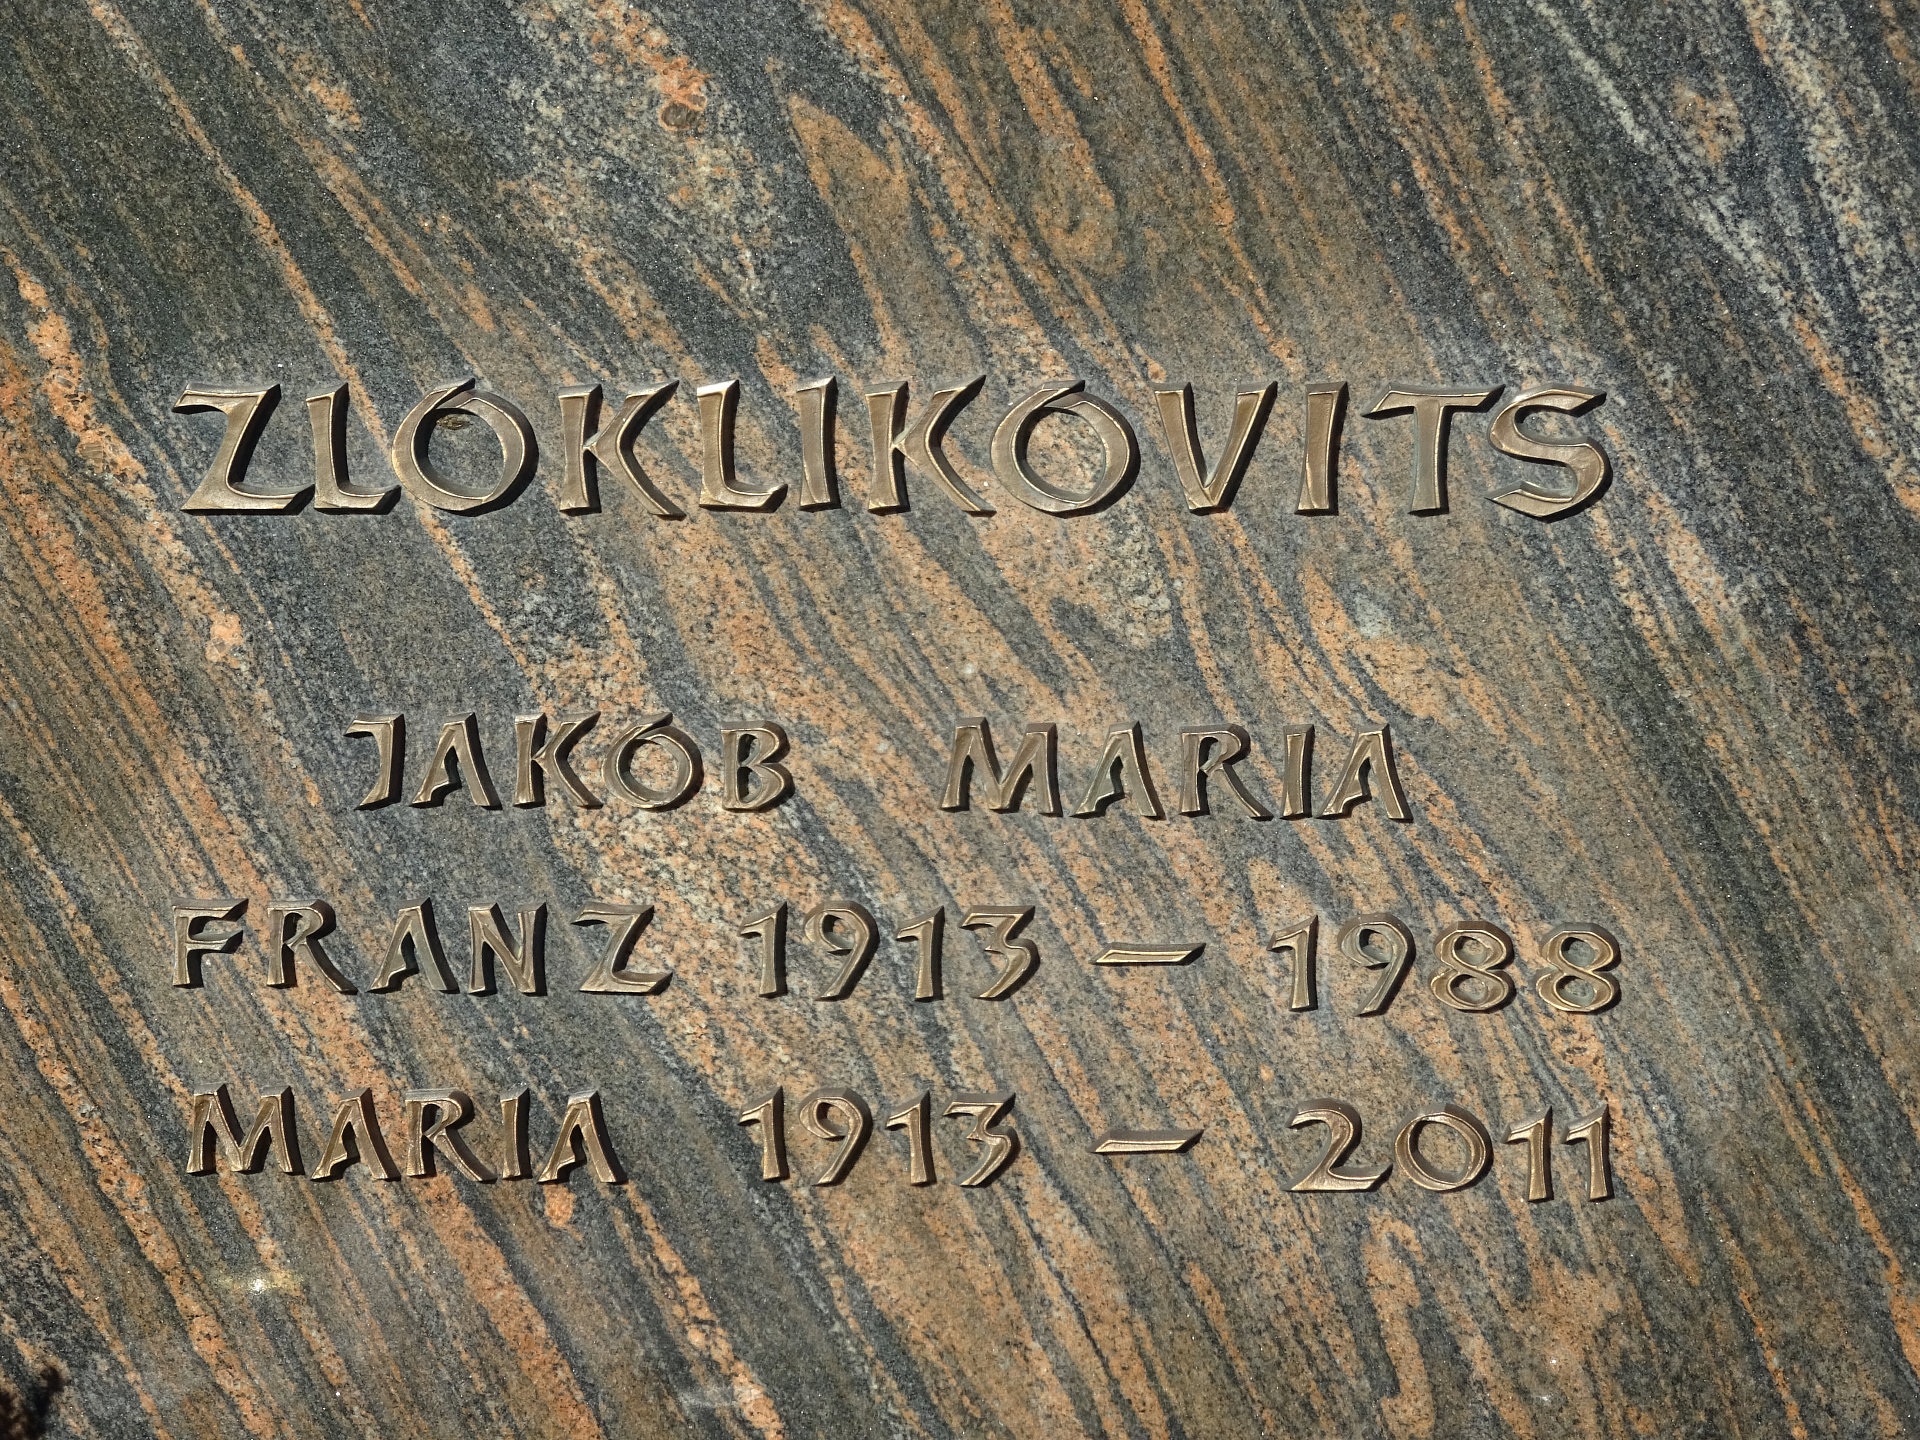 ZLOKLIKOVITS
JAKOB MARIA
FRANZ 1913 – 1988
MARIA 1913 – 2011